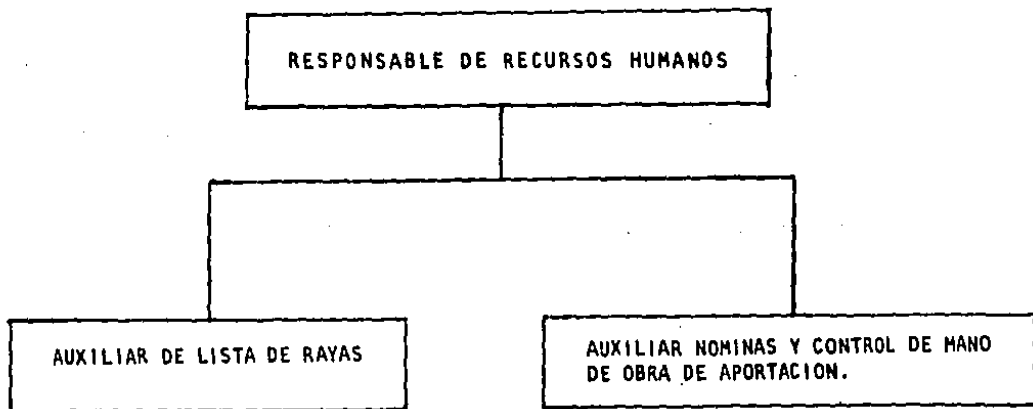 RESPONSABLE DE RECURSOS HUMANOS
AUXILIAR DE LISTA DE RAYAS
AUXILIAR NOMINAS Y CONTROL DE MANO
DE OBRA DE APORTACION.